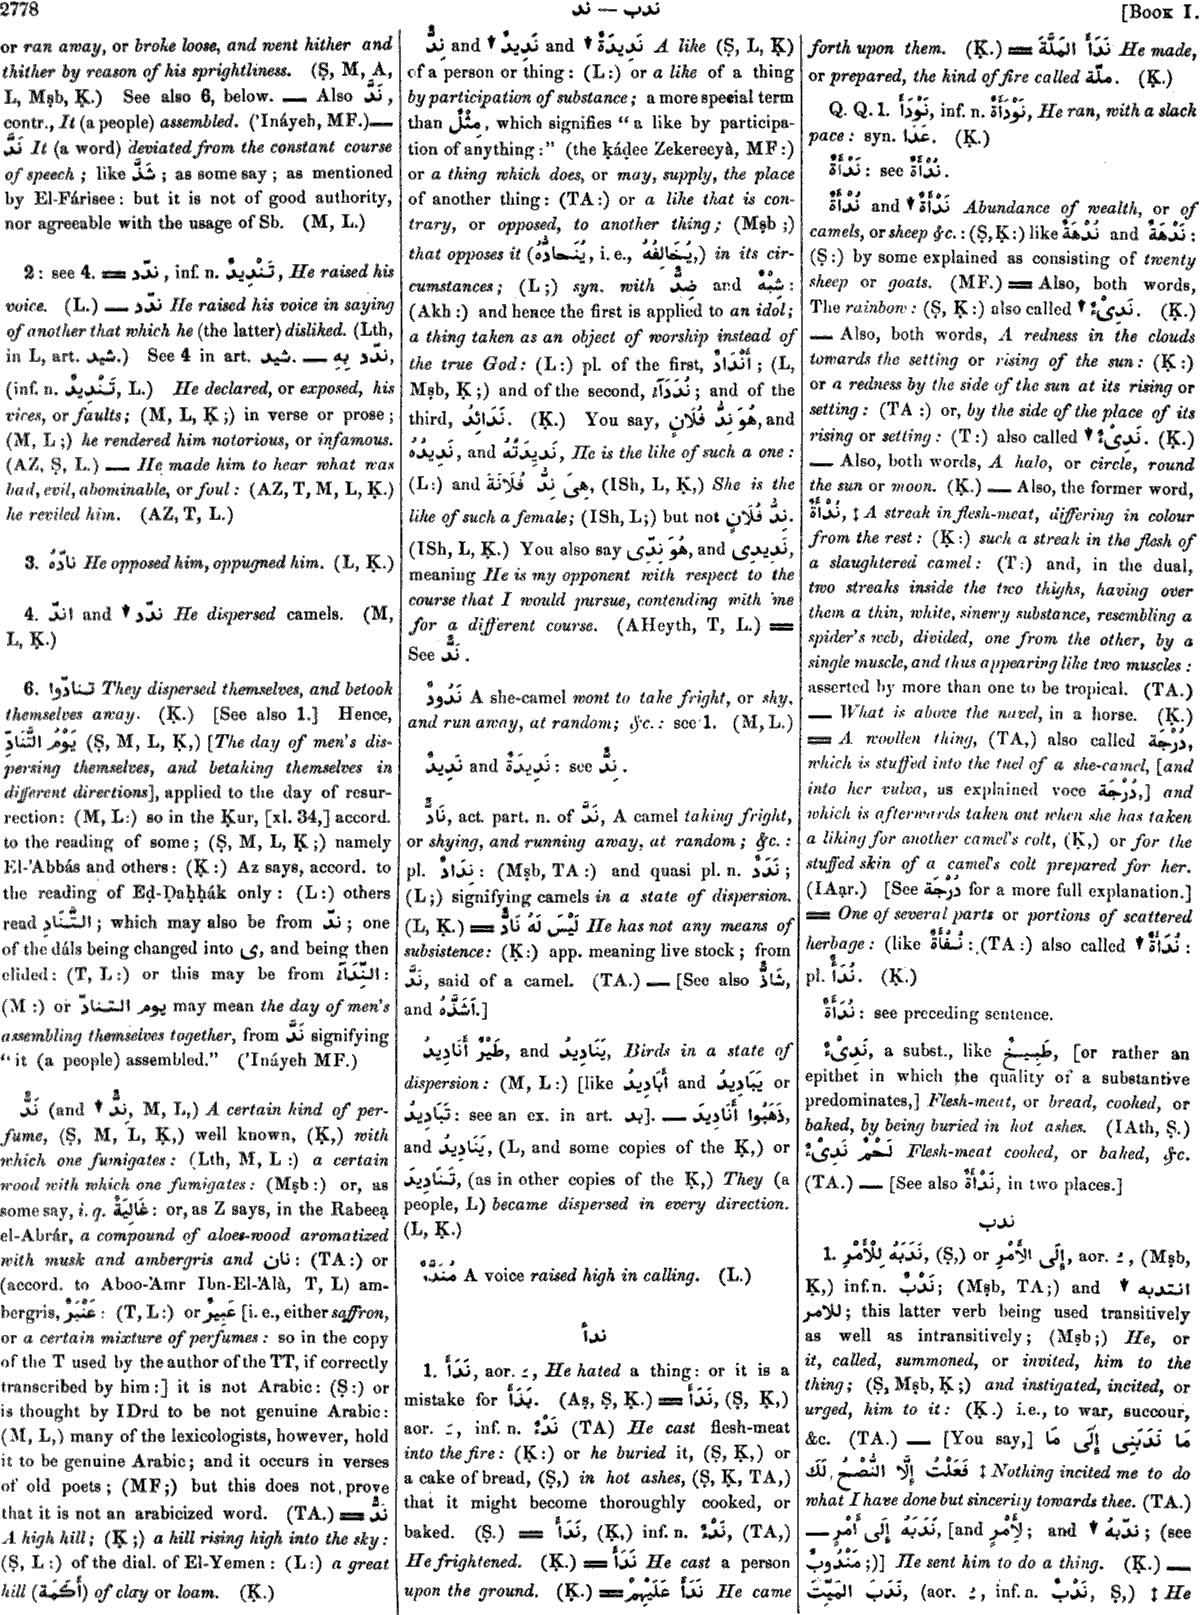 2778
ند — ندب
[Book I.
or ran away, or broke loose, and went hither and
thither by reason of his sprightliness. (Ṣ, M, A,
L, Mṣb, Ḳ.) See also 6, below. — Also نَدَّ,
contr., It (a people) assembled. ('Ináyeh, MF.)—
نَدَّ It (a word) deviated from the constant course
of speech; like شَذَّ; as some say; as mentioned
by El-Fárisee: but it is not of good authority,
nor agreeable with the usage of Sb. (M, L.)
2: see 4. = ندّد, inf. n. تَنْدِيدٌ, He raised his
voice. (L.) — ندّد He raised his voice in saying
of another that which he (the latter) disliked. (Lth,
in L, art. شيد.) See 4 in art. شيد. — ندّد بِهِ,
(inf. n. تَنْدِيدٌ, L.) He declared, or exposed, his
vices, or faults; (M, L, Ḳ;) in verse or prose;
(M, L;) he rendered him notorious, or infamous.
(AZ, Ṣ, L.) — He made him to hear what was
bad, evil, abominable, or foul: (AZ, T, M, L, Ḳ.)
he reviled him. (AZ, T, L.)
3. نادّهُ He opposed him, oppugned him. (L, Ḳ.)
4. اندّ and ↓ ندّد He dispersed camels. (M,
L, Ḳ.)
6. تنادّوا They dispersed themselves, and betook
themselves away. (Ḳ.) [See also 1.] Hence,
يَوْمُ التَّنَادِّ (Ṣ, M, L, Ḳ,) [The day of men's dis-
persing themselves, and betaking themselves in
different directions], applied to the day of resur-
rection: (M, L:) so in the Ḳur, [xl. 34,] accord.
to the reading of some; (Ṣ, M, L, Ḳ;) namely
El-'Abbás and others: (Ḳ:) Az says, accord. to
the reading of Eḍ-Ḍaḥḥák only: (L:) others
read التَّنَادِ; which may also be from ندّ; one
of the dáls being changed into ى, and being then
elided: (T, L:) or this may be from النِّدَآءُ:
(M:) or يوم التنادّ may mean the day of men's
assembling themselves together, from نَدَّ signifying
"it (a people) assembled." ('Ináyeh MF.)
نَدٌّ (and ↓ نِدٌّ, M, L,) A certain kind of per-
fume, (Ṣ, M, L, Ḳ,) well known, (Ḳ,) with
which one fumigates: (Lth, M, L:) a certain
wood with which one fumigates: (Mṣb:) or, as
some say, i. q. غَالِيَةٌ: or, as Z says, in the Rabeea
el-Abrár, a compound of aloes-wood aromatized
with musk and ambergris and بان: (TA:) or
(accord. to Aboo-'Amr Ibn-El-'Alà, T, L) am-
bergris, عَنْبَرٌ: (T, L:) or عَبِيرٌ [i. e., either saffron,
or a certain mixture of perfumes: so in the copy
of the T used by the author of the TT, if correctly
transcribed by him:] it is not Arabic: (Ṣ:) or
is thought by IDrd to be not genuine Arabic:
(M, L,) many of the lexicologists, however, hold
it to be genuine Arabic; and it occurs in verses
of old poets; (MF;) but this does not prove
that it is not an arabicized word. (TA.) = نَدٌّ
A high hill; (Ḳ;) a hill rising high into the sky:
(Ṣ, L:) of the dial. of El-Yemen: (L:) a great
hill (أَكَمَة) of clay or loam. (Ḳ.)
نِدٌّ and ↓ نَدِيدٌ and ↓ نَدِيدَةٌ A like (Ṣ, L, Ḳ)
of a person or thing: (L:) or a like of a thing
by participation of substance; a more special term
than مِثْلٌ, which signifies "a like by participa-
tion of anything:" (the ḳáḍee Zekereeyà, MF:)
or a thing which does, or may, supply, the place
of another thing: (TA:) or a like that is con-
trary, or opposed, to another thing; (Mṣb;)
that opposes it (يُنَحادُّهُ, i. e., يُخَالِفُهُ,) in its cir-
cumstances; (L;) syn. with ضِدٌّ and شِبْهٌ:
(Akh:) and hence the first is applied to an idol;
a thing taken as an object of worship instead of
the true God: (L:) pl. of the first, أَنْدَادٌ; (L,
Mṣb, Ḳ;) and of the second, نُدَدَآءُ; and of the
third, نَدَائِدُ. (Ḳ.) You say, هُوَ نِدُّ فُلَانٍ, and
نَدِيدُهُ, and نَدِيدَتُهُ, He is the like of such a one:
(L:) and هِىَ نِدُّ فُلَانَةَ, (ISh, L, Ḳ,) She is the
like of such a female; (ISh, L;) but not نِدُّ فُلَانٍ.
(ISh, L, Ḳ.) You also say هُوَ نِدِّى, and نَدِيدِى,
meaning He is my opponent with respect to the
course that I would pursue, contending with me
for a different course. (AHeyth, T, L.) =
See نَدٌّ.
نَدُودٌ A she-camel wont to take fright, or shy,
and run away, at random; &c.: see 1. (M, L.)
نَدِيدٌ and نَدِيدَةٌ: see نِدٌّ.
نَادٌّ, act. part. n. of نَدَّ, A camel taking fright,
or shying, and running away, at random; &c.:
pl. نِدَادٌ: (Mṣb, TA:) and quasi pl. n. نَدَدٌ;
(L;) signifying camels in a state of dispersion.
(L, Ḳ.) = لَيْسَ لَهُ نَادٌّ He has not any means of
subsistence: (Ḳ:) app. meaning live stock; from
نَدَّ, said of a camel. (TA.) — [See also شَاذٌّ,
and أَشَذَّهُ.]
طَيْرٌ أَنَادِيدُ, and يَنَادِيدُ, Birds in a state of
dispersion: (M, L:) [like أَبَادِيدُ and يَبَادِيدُ or
تَبَادِيدُ: see an ex. in art. بد]. — ذَهَبُوا أَنَادِيدَ,
and يَنَادِيدَ, (L, and some copies of the Ḳ,) or
تَنَادِيدَ, (as in other copies of the Ḳ,) They (a
people, L) became dispersed in every direction.
(L, Ḳ.)
مُنَدَّدٌ A voice raised high in calling. (L.)
ندأ
1. نَدَأَ, aor. ـَ, He hated a thing: or it is a
mistake for بَذَأَ. (Aṣ, Ṣ, Ḳ.) = نَدَأَ, (Ṣ, Ḳ,)
aor. ـَ, inf. n. نَدْءٌ (TA) He cast flesh-meat
into the fire: (Ḳ:) or he buried it, (Ṣ, Ḳ,) or
a cake of bread, (Ṣ,) in hot ashes, (Ṣ, Ḳ, TA,)
that it might become thoroughly cooked, or
baked. (Ṣ.) = نَدَأَ, (Ḳ,) inf. n. نَدْءٌ, (TA,)
He frightened. (Ḳ.) = نَدَأَ He cast a person
upon the ground. (Ḳ.) = نَدَأَ عَلَيْهِمْ He came
forth upon them. (Ḳ.) = نَدَأَ المَلَّةَ He made,
or prepared, the kind of fire called مَلَّة. (Ḳ.)
Q. Q. 1. نَوْدَأَ, inf. n. نَوْدَأَةٌ, He ran, with a slack
pace: syn. عَدَا. (Ḳ.)
نَدْأَةٌ: see نُدْأَةٌ.
نُدْأَةٌ and ↓ نَدْأَةٌ Abundance of wealth, or of
camels, or sheep &c.: (Ṣ, Ḳ:) like نُدْهَةٌ and نَدْهَةٌ:
(Ṣ:) by some explained as consisting of twenty
sheep or goats. (MF.) = Also, both words,
The rainbow: (Ṣ, Ḳ:) also called ↓ نَدِىْءٌ. (Ḳ.)
— Also, both words, A redness in the clouds
towards the setting or rising of the sun: (Ḳ:)
or a redness by the side of the sun at its rising or
setting: (TA:) or, by the side of the place of its
rising or setting: (T:) also called ↓ نَدِىْءٌ. (Ḳ.)
— Also, both words, A halo, or circle, round
the sun or moon. (Ḳ.) — Also, the former word,
نُدْأَةٌ, ‡ A streak in flesh-meat, differing in colour
from the rest: (Ḳ:) such a streak in the flesh of
a slaughtered camel: (T:) and, in the dual,
two streaks inside the two thighs, having over
them a thin, white, sinewy substance, resembling a
spider's web, divided, one from the other, by a
single muscle, and thus appearing like two muscles:
asserted by more than one to be tropical. (TA.)
— What is above the navel, in a horse. (Ḳ.)
= A woollen thing, (TA,) also called دُرْجَة,
which is stuffed into the tuel of a she-camel, [and
into her vulva, as explained voce دُرْجَة,] and
which is afterwards taken out when she has taken
a liking for another camel's colt, (Ḳ,) or for the
stuffed skin of a camel's colt prepared for her.
(IAạr.) [See دُرْجَة for a more full explanation.]
= One of several parts or portions of scattered
herbage: (like نُفْأَةٌ: (TA:) also called ↓ نُدَأَةٌ:
pl. نُدَأٌ. (Ḳ.)
نُدَأَةٌ: see preceding sentence.
نَدِىْءٌ, a subst., like طَبِيخٌ, [or rather an
epithet in which the quality of a substantive
predominates,] Flesh-meat, or bread, cooked, or
baked, by being buried in hot ashes. (IAth, Ṣ.)
لَحْمٌ نَدِىْءٌ Flesh-meat cooked, or baked, &c.
(TA.) — [See also نُدْأَةٌ, in two places.]
ندب
1. نَدَبَهُ لِلْأَمْرِ, (Ṣ,) or إِلَى الأَمْرِ, aor. ـُ, (Mṣb,
Ḳ,) inf. n. نَدْبٌ; (Mṣb, TA;) and ↓ انتدبه
للامر; this latter verb being used transitively
as well as intransitively; (Mṣb;) He, or
it, called, summoned, or invited, him to the
thing; (Ṣ, Mṣb, Ḳ;) and instigated, incited, or
urged, him to it: (Ḳ.) i. e., to war, succour,
&c. (TA.) — [You say,] مَا نَدَبَنِى إِلَى مَا
فَعَلْتُ إِلَّا النُّصْحُ لَكَ ‡ Nothing incited me to do
what I have done but sincerity towards thee. (TA.)
— نَدَبَهُ إِلَى أَمْرٍ, [and لِأَمْرٍ; and ↓ ندّبهُ; (see
مَنْدُوبٌ;)] He sent him to do a thing. (Ḳ.) —
نَدَبَ المَيِّتَ, (aor. ـُ, inf. n. نَدْبٌ, Ṣ,) ‡ He